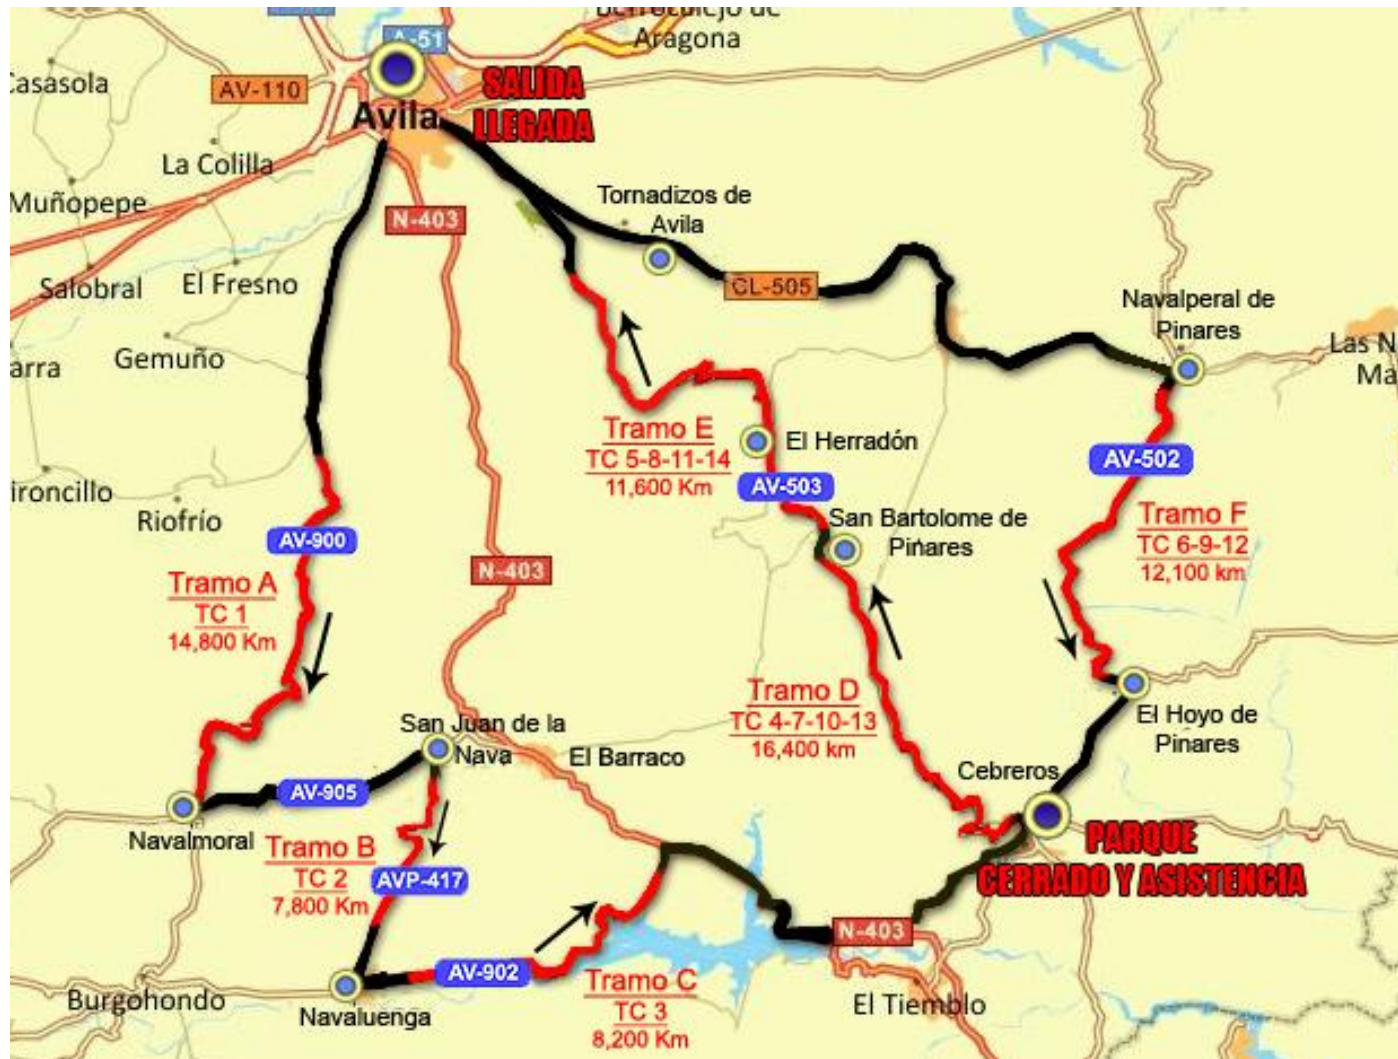 Aragona
A-51
Casasola
AV-110
SALIDA
LLEGADA
Avila
La Colilla
Muñopepe
Tornadizos de
Avila
N-403
Salobral
El Fresno
CL-505
Navalperal de
Pinares
Gemuño
Las N
arra
Ma
Tramo E
TC 5-8-11-14
11,600 Km
El Herradón
AV-502
AV-503
ironcillo
Riofrío
San Bartolome de
Piñares
Tramo F
TC 6-9-12
12,100 km
AV-900
N-403
Tramo A
TC 1
14,800 Km
Tramo D
TC 4-7-10-13
16,400 km
San Juan de la
Nava
El Barraco
El Hoyo de
Pinares
Cebreros
AV-905
Navalmoral
Tramo B
TC 2
7,800 Km
AVP-417
PARQUE
CERRADO Y ASISTENCIA
N-403
AV-902
Tramo C
TC 3
8,200 Km
Burgohondo
Navaluenga
El Tiemblo